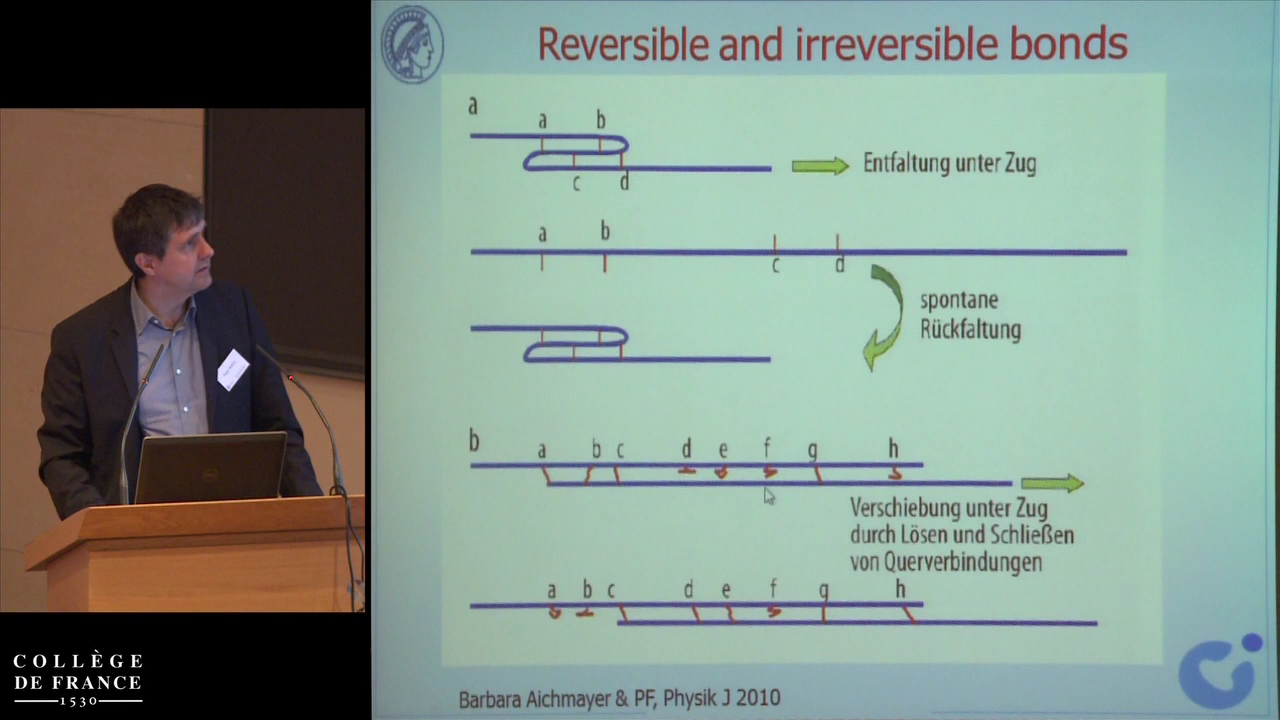 Reversible and irreversible bonds
a
a b
c d
Entfaltung unter Zug
a b
c d
spontane
Rückfaltung
b
a b c d e f g h
Verschiebung unter Zug
durch Lösen und Schließen
von Querverbindungen
a b c d e f g h
Barbara Aichmayer & PF, Physik J 2010
COLLÈGE
DE FRANCE
1530